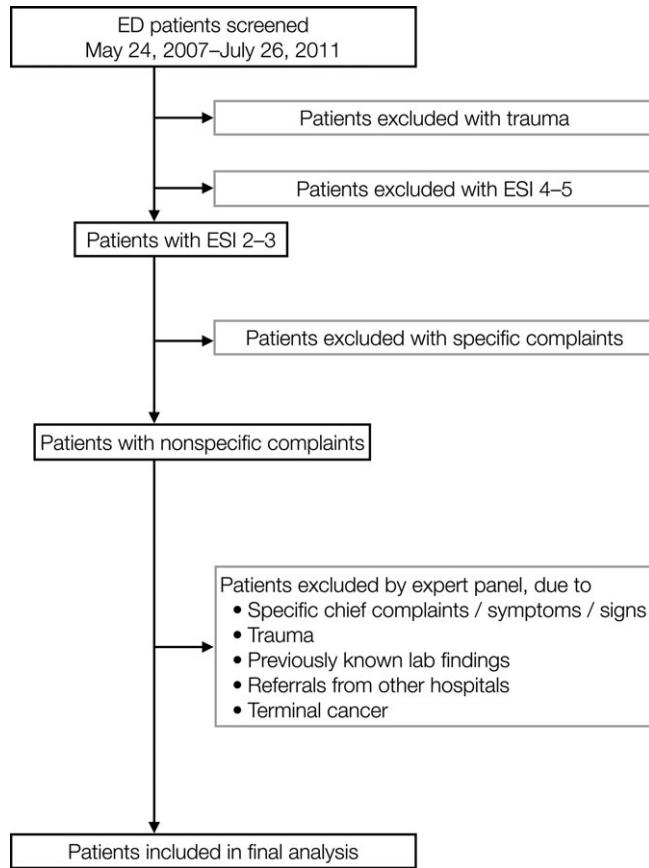 ED patients screened
May 24, 2007–July 26, 2011
Patients excluded with trauma
Patients excluded with ESI 4–5
Patients with ESI 2–3
Patients excluded with specific complaints
Patients with nonspecific complaints
Patients excluded by expert panel, due to
• Specific chief complaints / symptoms / signs
• Trauma
• Previously known lab findings
• Referrals from other hospitals
• Terminal cancer
Patients included in final analysis